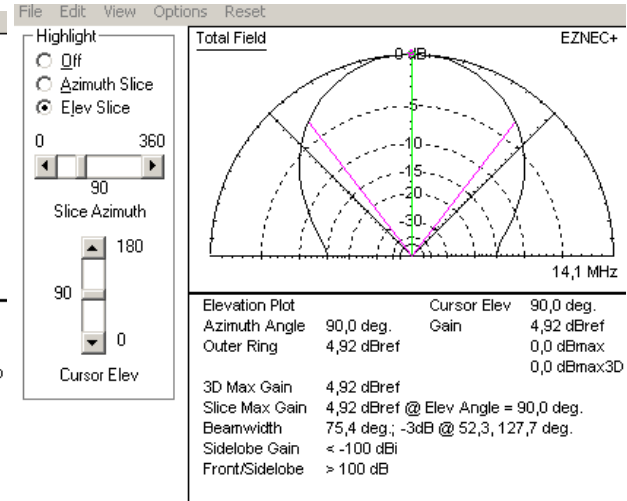 File Edit View Options Reset
Highlight
Off
Azimuth Slice
Elev Slice
0 360
90
Slice Azimuth
180
90
0
Cursor Elev
Total Field
EZNEC+
0 dB
-5
-10
-15
-20
-30
14,1 MHz
Elevation Plot Cursor Elev 90,0 deg.
Azimuth Angle 90,0 deg. Gain 4,92 dBref
Outer Ring 4,92 dBref 0,0 dBmax
0,0 dBmax3D
3D Max Gain 4,92 dBref
Slice Max Gain 4,92 dBref @ Elev Angle = 90,0 deg.
Beamwidth 75,4 deg.; -3dB @ 52,3, 127,7 deg.
Sidelobe Gain < -100 dBi
Front/Sidelobe > 100 dB